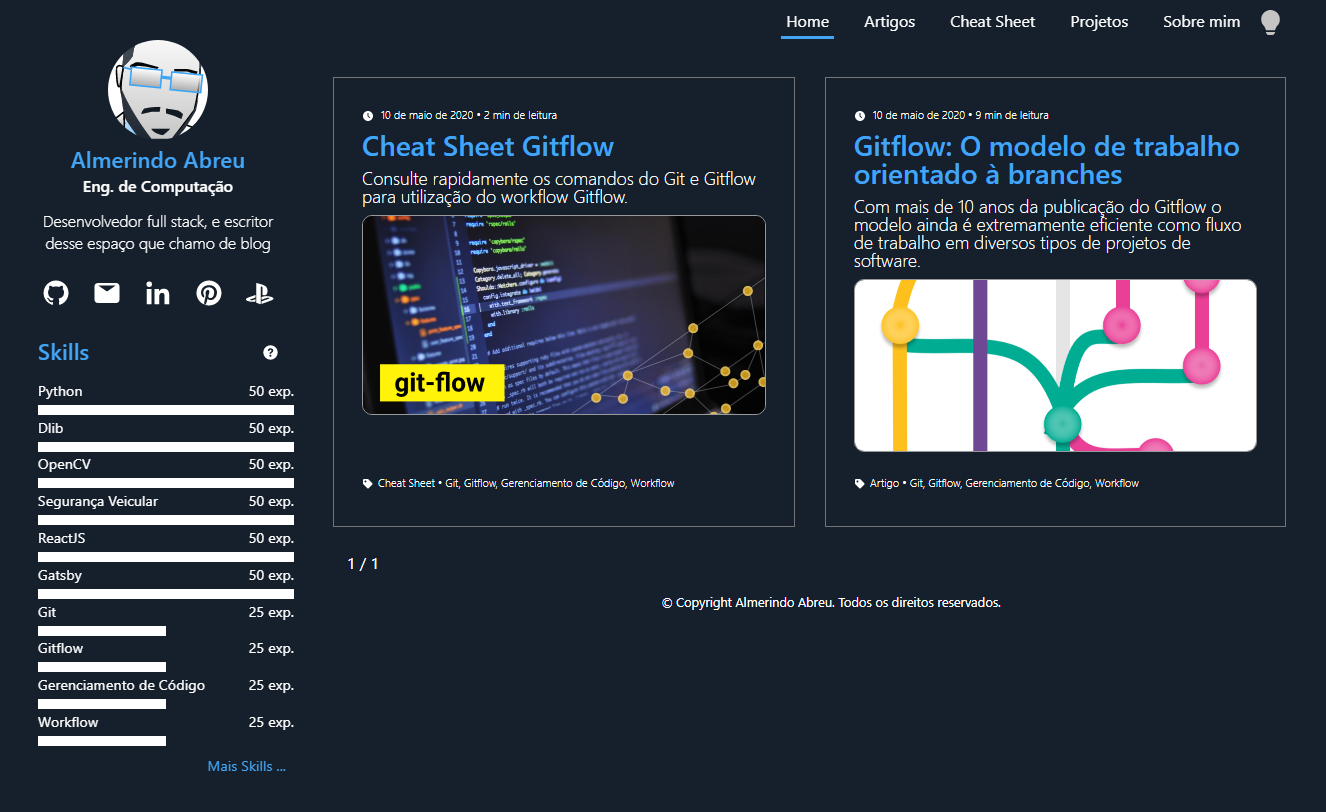 Home Artigos Cheat Sheet Projetos Sobre mim
Almerindo Abreu
Eng. de Computação
Desenvolvedor full stack, e escritor
desse espaço que chamo de blog
Skills
Python 50 exp.
Dlib 50 exp.
OpenCV 50 exp.
Segurança Veicular 50 exp.
ReactJS 50 exp.
Gatsby 50 exp.
Git 25 exp.
Gitflow 25 exp.
Gerenciamento de Código 25 exp.
Workflow 25 exp.
Mais Skills ...
10 de maio de 2020 • 2 min de leitura
Cheat Sheet Gitflow
Consulte rapidamente os comandos do Git e Gitflow
para utilização do workflow Gitflow.
git-flow
Cheat Sheet • Git, Gitflow, Gerenciamento de Código, Workflow
10 de maio de 2020 • 9 min de leitura
Gitflow: O modelo de trabalho
orientado à branches
Com mais de 10 anos da publicação do Gitflow o
modelo ainda é extremamente eficiente como fluxo
de trabalho em diversos tipos de projetos de
software.
Artigo • Git, Gitflow, Gerenciamento de Código, Workflow
1 / 1
© Copyright Almerindo Abreu. Todos os direitos reservados.